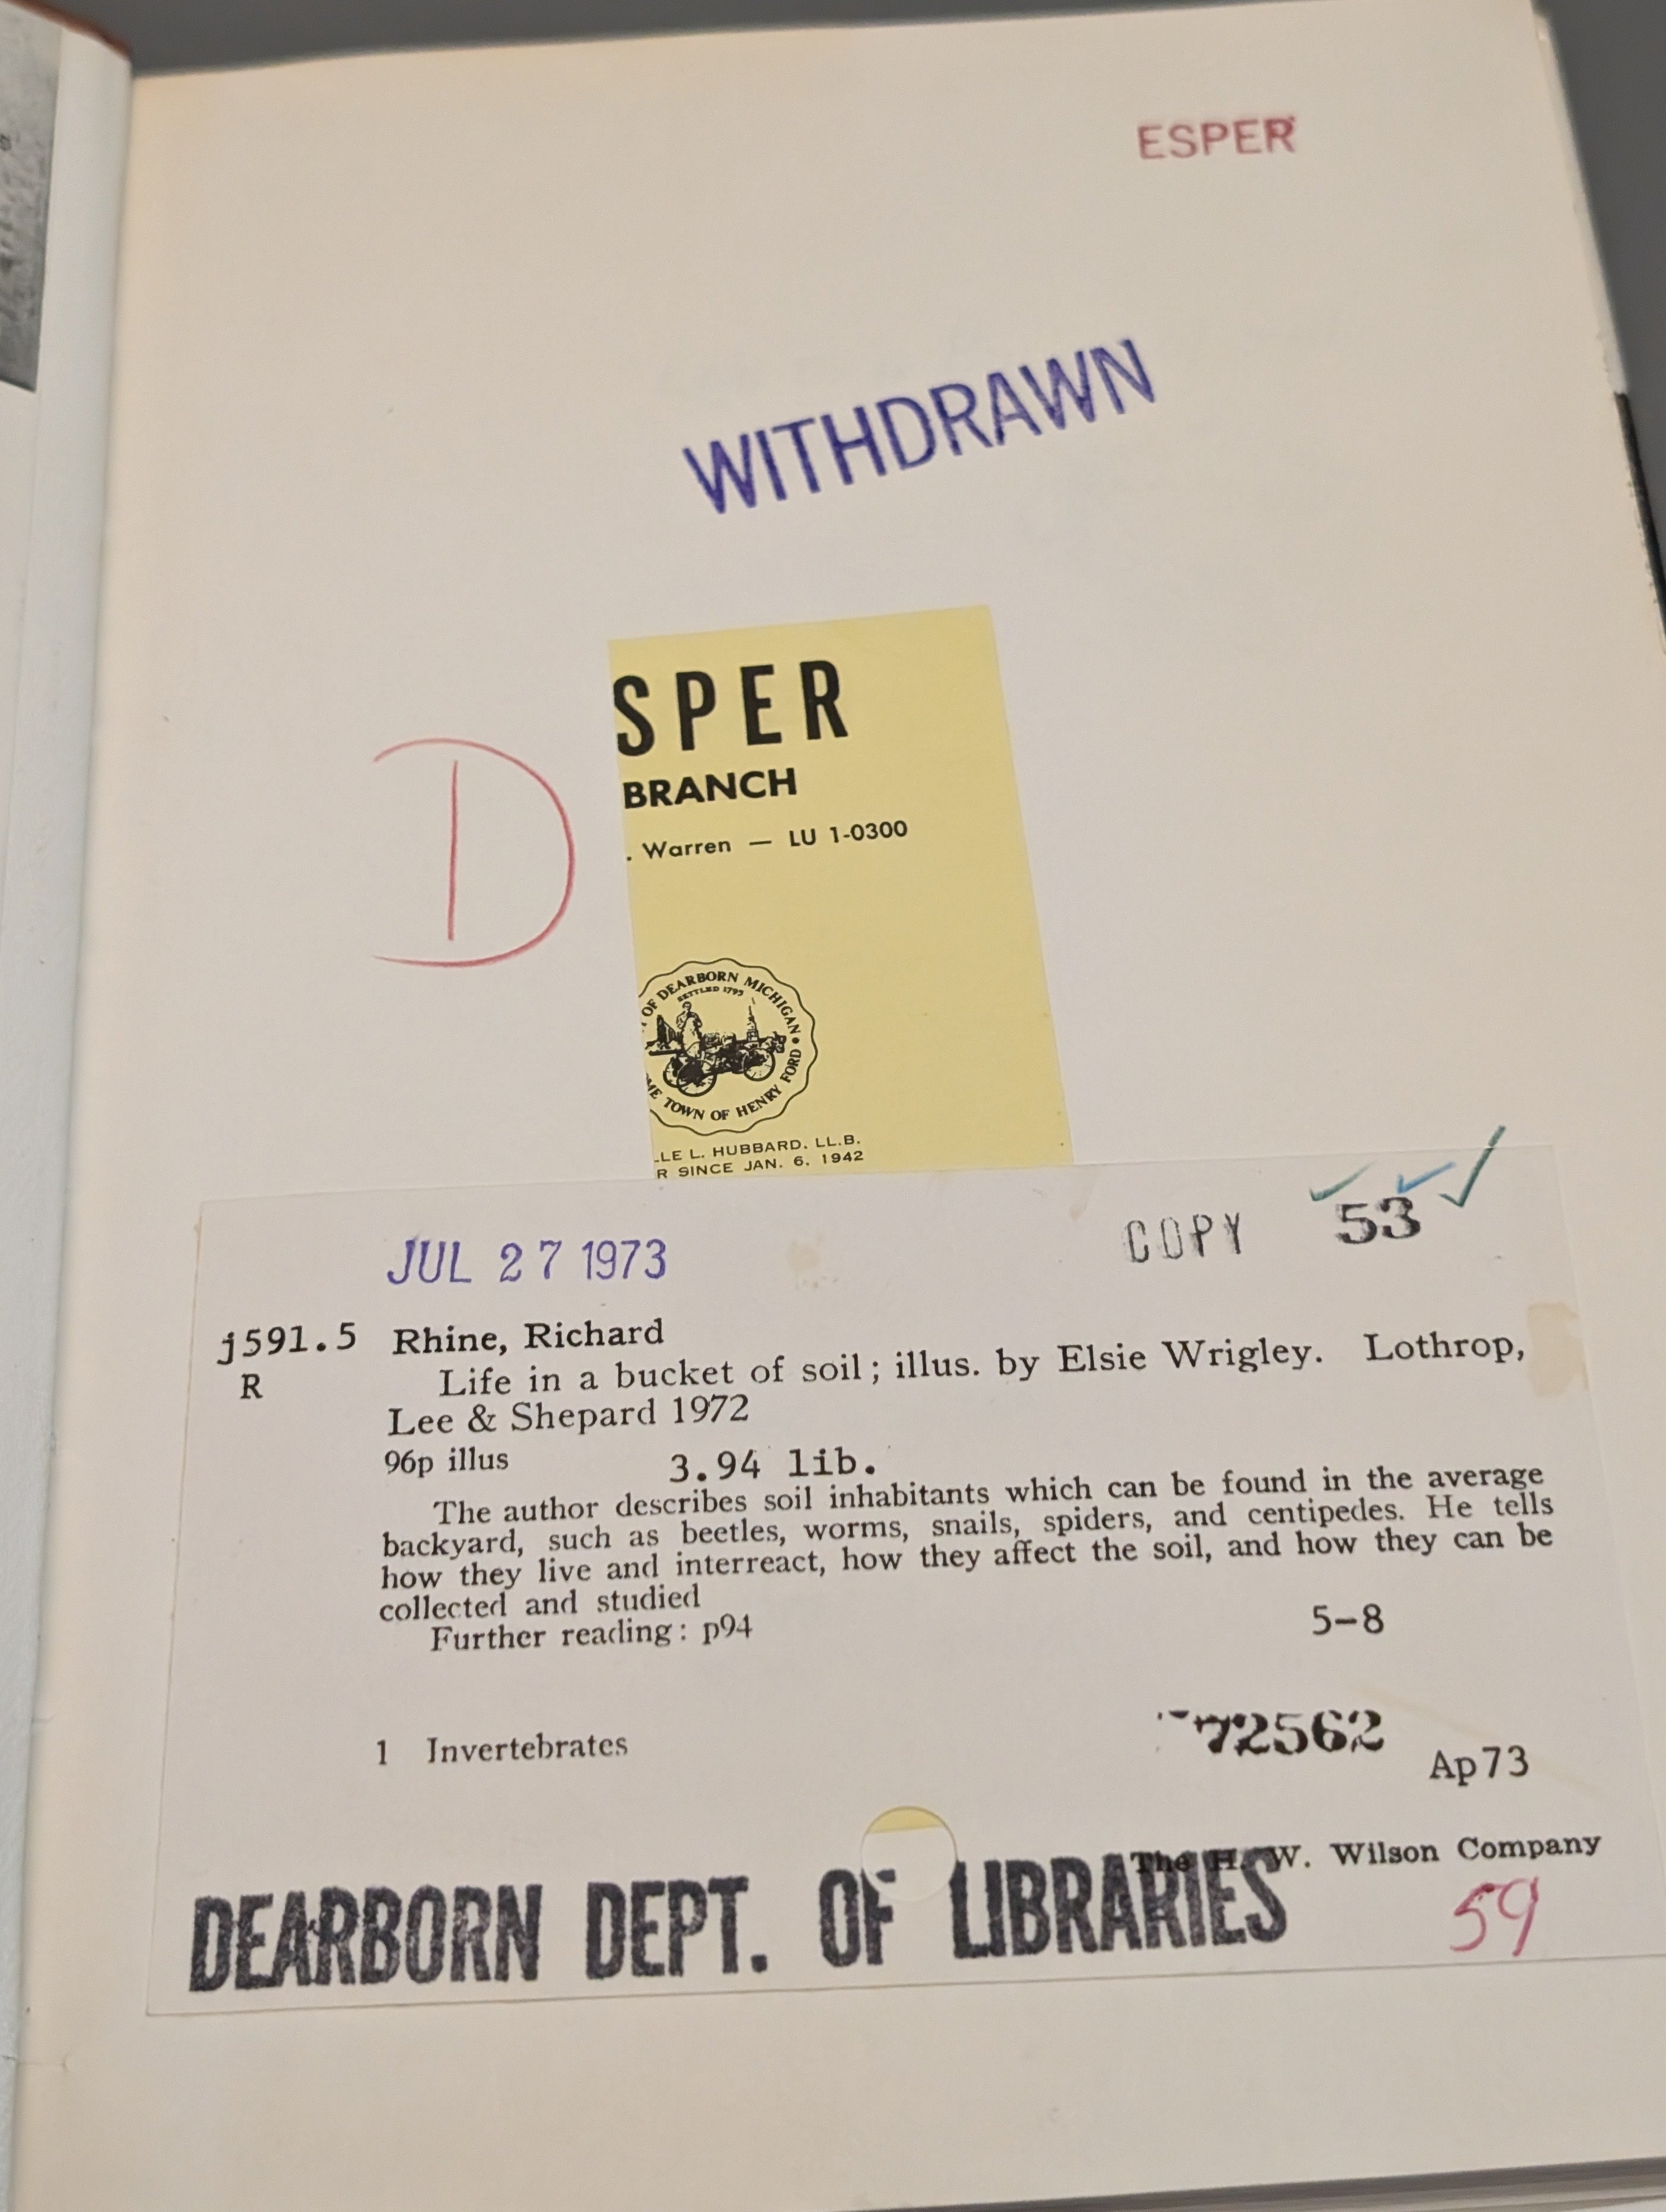 ESPER
WITHDRAWN
D
SPER
BRANCH
. Warren — LU 1-0300
OF DEARBORN MICHIGAN
SETTLED 1795
ME TOWN OF HENRY FORD
LE L. HUBBARD, LL.B.
R SINCE JAN. 6, 1942
JUL 27 1973
COPY 53
j591.5 Rhine, Richard
R Life in a bucket of soil; illus. by Elsie Wrigley. Lothrop,
Lee & Shepard 1972
96p illus 3.94 lib.
The author describes soil inhabitants which can be found in the average
backyard, such as beetles, worms, snails, spiders, and centipedes. He tells
how they live and interreact, how they affect the soil, and how they can be
collected and studied
Further reading: p94 5-8
72562
1 Invertebrates Ap73
The H. W. Wilson Company
DEARBORN DEPT. OF LIBRARIES
59